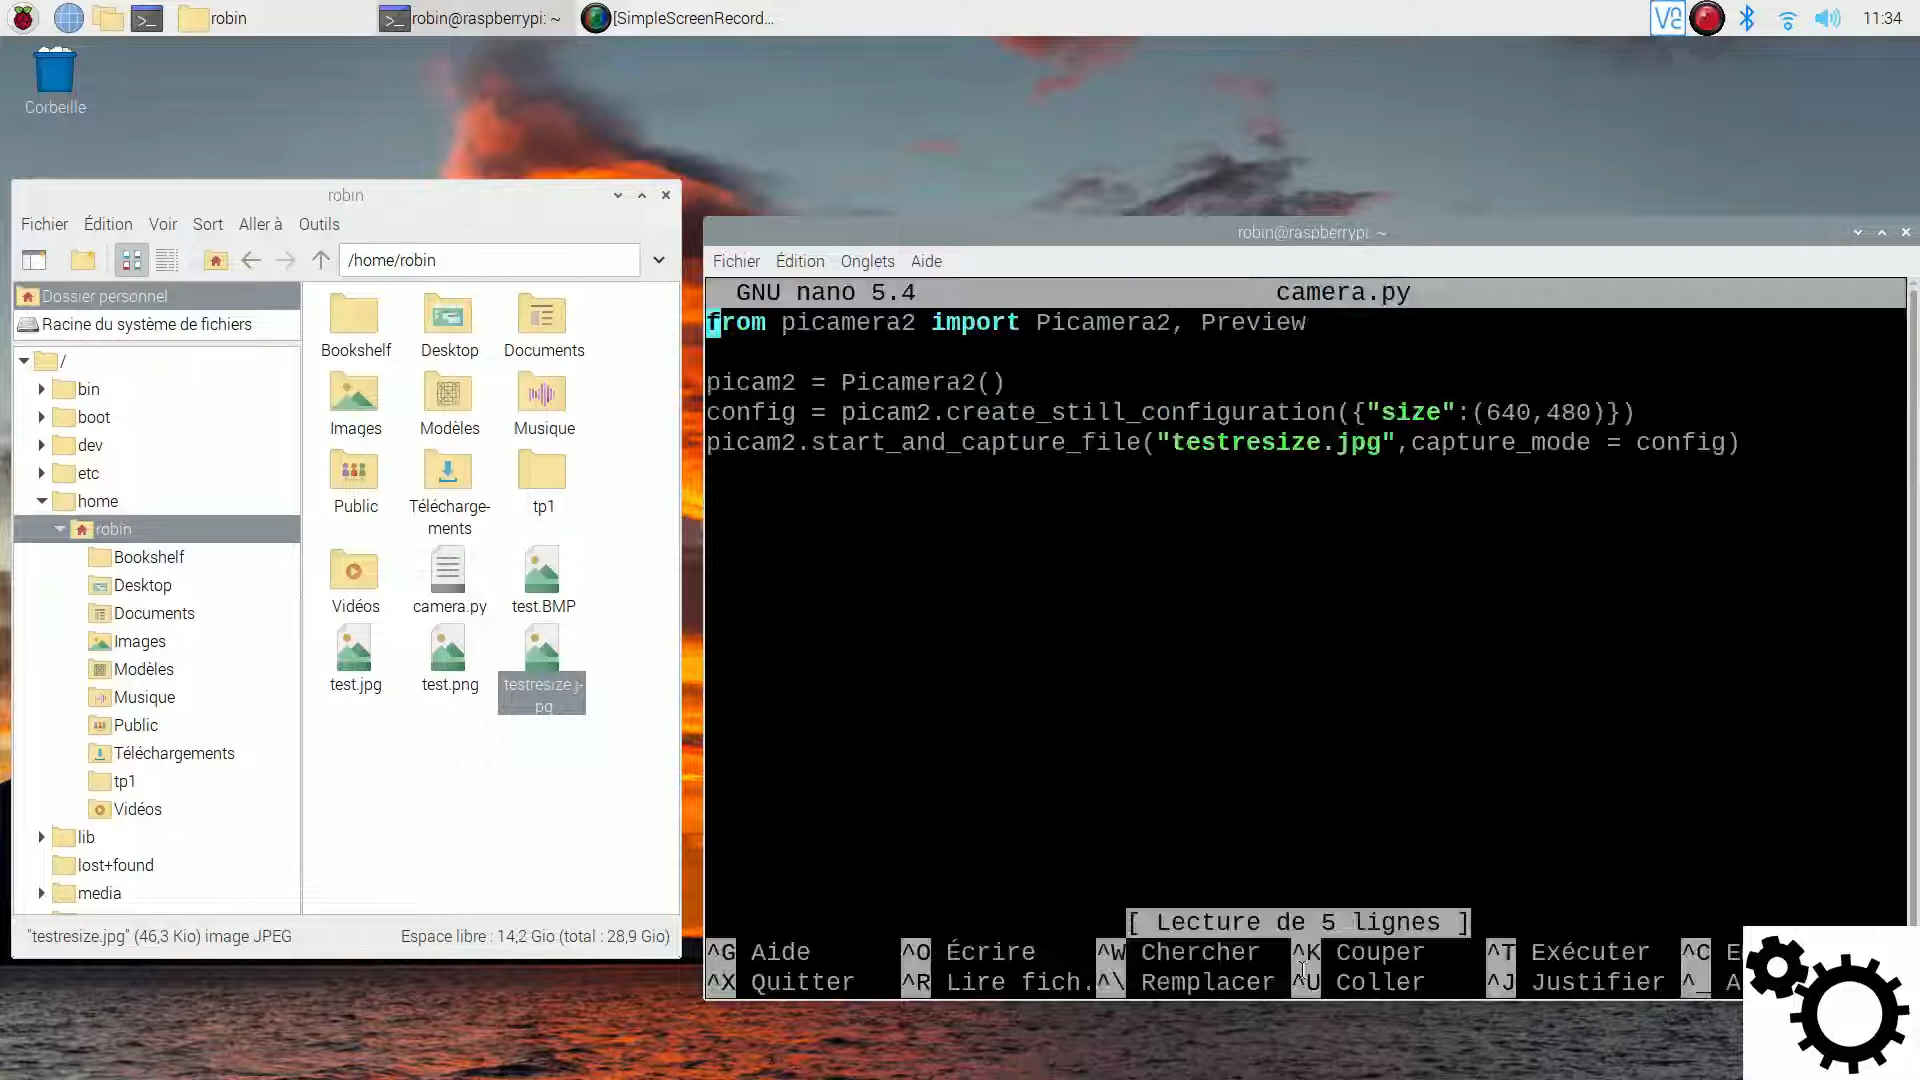 robin
robin@raspberrypi: ~
[SimpleScreenRecord...
11:34
Corbeille
robin
Fichier Édition Voir Sort Aller à Outils
/home/robin
Dossier personnel
Racine du système de fichiers
/
bin
boot
dev
etc
home
robin
Bookshelf
Desktop
Documents
Images
Modèles
Musique
Public
Téléchargements
tp1
Vidéos
lib
lost+found
media
Bookshelf Desktop Documents
Images Modèles Musique
Public Télécharge-
ments tp1
Vidéos camera.py test.BMP
test.jpg test.png testresize.j-
pg
"testresize.jpg" (46,3 Kio) image JPEG Espace libre : 14,2 Gio (total : 28,9 Gio)
robin@raspberrypi: ~
Fichier Édition Onglets Aide
GNU nano 5.4 camera.py
from picamera2 import Picamera2, Preview
picam2 = Picamera2()
config = picam2.create_still_configuration({"size":(640,480)})
picam2.start_and_capture_file("testresize.jpg",capture_mode = config)
[ Lecture de 5 lignes ]
^G Aide ^O Écrire ^W Chercher ^K Couper ^T Exécuter ^C E
^X Quitter ^R Lire fich. ^\ Remplacer ^U Coller ^J Justifier ^_ A